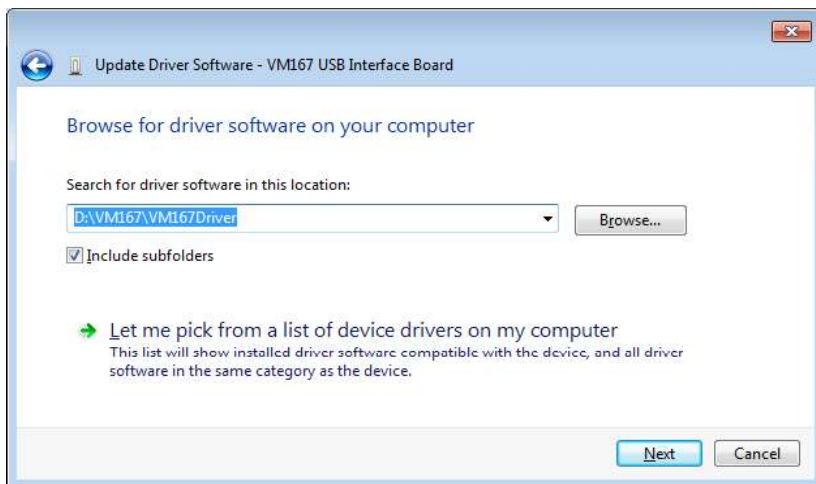 Update Driver Software - VM167 USB Interface Board
Browse for driver software on your computer
Search for driver software in this location:
D:\VM167\VM167Driver
Browse...
Include subfolders
Let me pick from a list of device drivers on my computer
This list will show installed driver software compatible with the device, and all driver
software in the same category as the device.
Next
Cancel